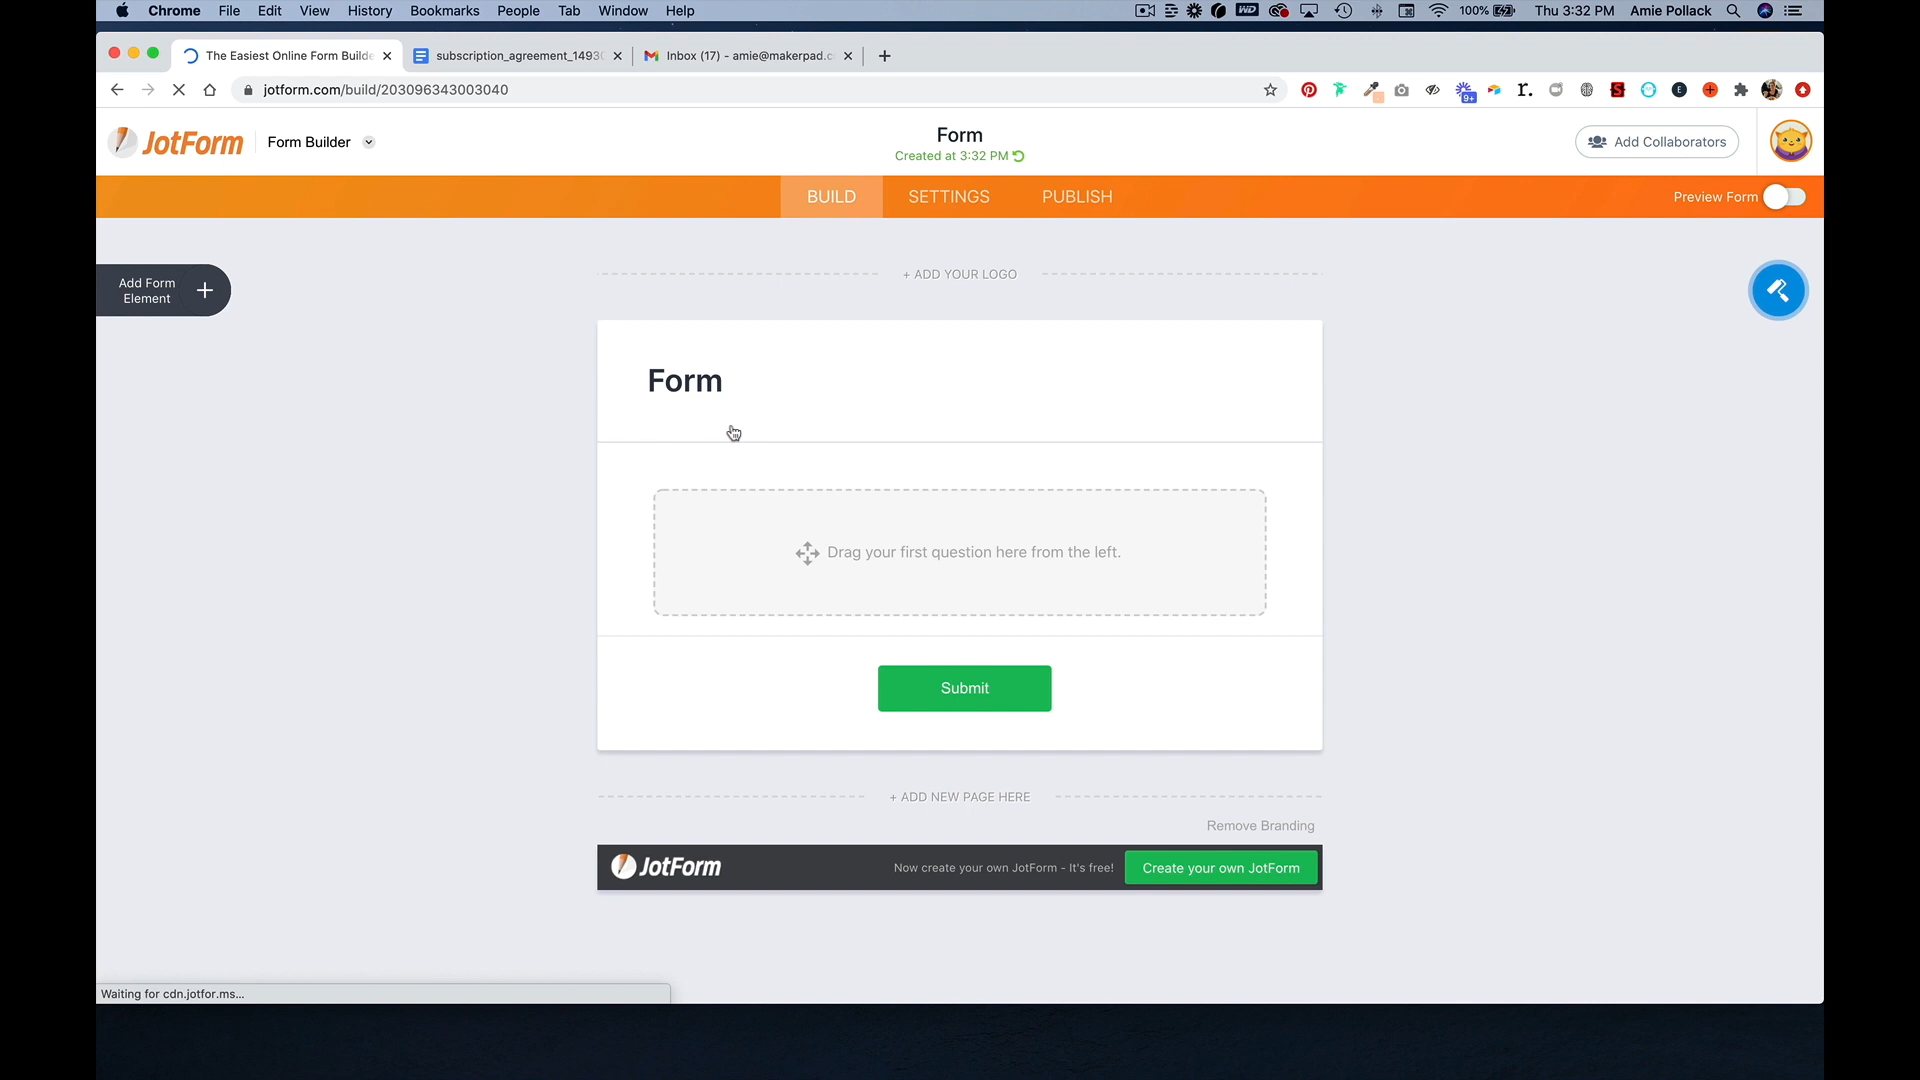 Chrome File Edit View History Bookmarks People Tab Window Help 100% Thu 3:32 PM Amie Pollack
The Easiest Online Form Builde
subscription_agreement_1493
Inbox (17) - amie@makerpad.c
jotform.com/build/203096343003040
9+
JotForm
Form Builder
Form
Created at 3:32 PM
Add Collaborators
BUILD SETTINGS PUBLISH
Preview Form
Add Form
Element
+ ADD YOUR LOGO
Form
Drag your first question here from the left.
Submit
+ ADD NEW PAGE HERE
Remove Branding
JotForm
Now create your own JotForm - It's free!
Create your own JotForm
Waiting for cdn.jotfor.ms...